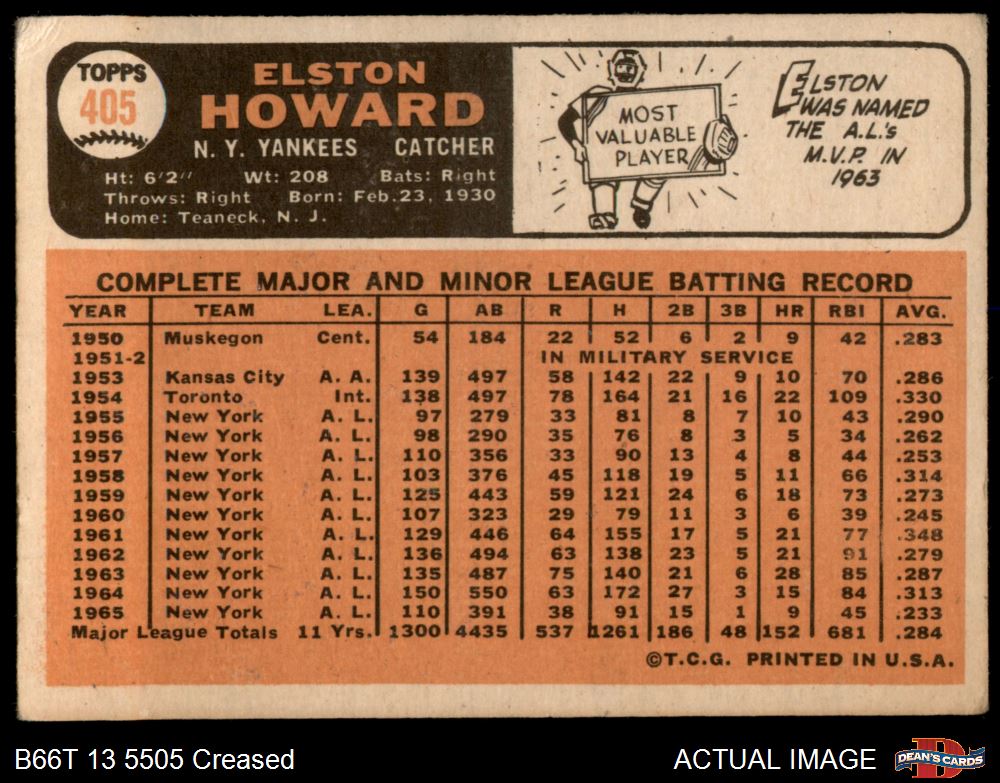 TOPPS
405
ELSTON
HOWARD
N. Y. YANKEES CATCHER
Ht: 6'2" Wt: 208 Bats: Right
Throws: Right Born: Feb. 23, 1930
Home: Teaneck, N. J.
MOST
VALUABLE
PLAYER
ELSTON
WAS NAMED
THE A.L.'s
M.V.P. IN
1963
COMPLETE MAJOR AND MINOR LEAGUE BATTING RECORD
YEAR TEAM LEA. G AB R H 2B 3B HR RBI AVG.
1950 Muskegon Cent. 54 184 22 52 6 2 9 42 .283
1951-2 IN MILITARY SERVICE
1953 Kansas City A. A. 139 497 58 142 22 9 10 70 .286
1954 Toronto Int. 138 497 78 164 21 16 22 109 .330
1955 New York A. L. 97 279 33 81 8 7 10 43 .290
1956 New York A. L. 98 290 35 76 8 3 5 34 .262
1957 New York A. L. 110 356 33 90 13 4 8 44 .253
1958 New York A. L. 103 376 45 118 19 5 11 66 .314
1959 New York A. L. 125 443 59 121 24 6 18 73 .273
1960 New York A. L. 107 323 29 79 11 3 6 39 .245
1961 New York A. L. 129 446 64 155 17 5 21 77 .348
1962 New York A. L. 136 494 63 138 23 5 21 91 .279
1963 New York A. L. 135 487 75 140 21 6 28 85 .287
1964 New York A. L. 150 550 63 172 27 3 15 84 .313
1965 New York A. L. 110 391 38 91 15 1 9 45 .233
Major League Totals 11 Yrs. 1300 4435 537 1261 186 48 152 681 .284
©T.C.G. PRINTED IN U.S.A.
B66T 13 5505 Creased
ACTUAL IMAGE
D
DEAN'S CARDS